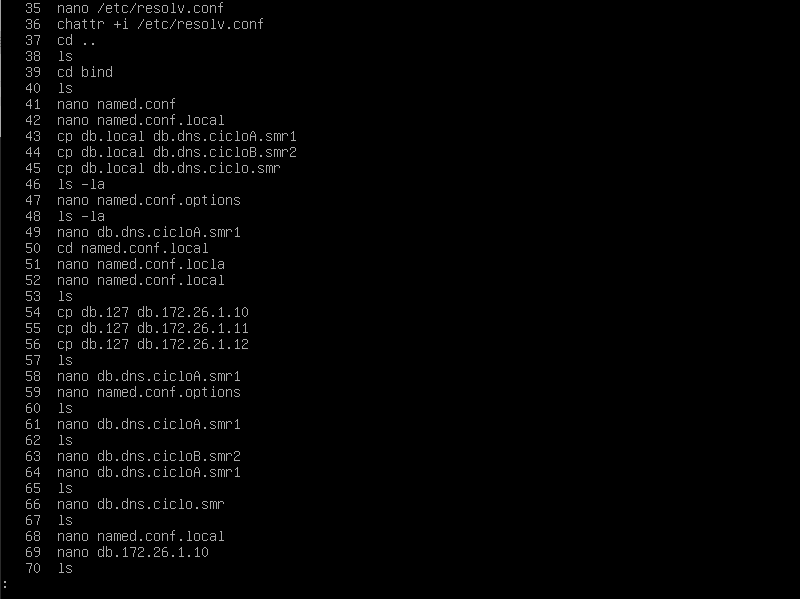 35  nano /etc/resolv.conf
36  chattr +i /etc/resolv.conf
37  cd ..
38  ls
39  cd bind
40  ls
41  nano named.conf
42  nano named.conf.local
43  cp db.local db.dns.cicloA.smr1
44  cp db.local db.dns.cicloB.smr2
45  cp db.local db.dns.ciclo.smr
46  ls -la
47  nano named.conf.options
48  ls -la
49  nano db.dns.cicloA.smr1
50  cd named.conf.local
51  nano named.conf.locla
52  nano named.conf.local
53  ls
54  cp db.127 db.172.26.1.10
55  cp db.127 db.172.26.1.11
56  cp db.127 db.172.26.1.12
57  ls
58  nano db.dns.cicloA.smr1
59  nano named.conf.options
60  ls
61  nano db.dns.cicloA.smr1
62  ls
63  nano db.dns.cicloB.smr2
64  nano db.dns.cicloA.smr1
65  ls
66  nano db.dns.ciclo.smr
67  ls
68  nano named.conf.local
69  nano db.172.26.1.10
70  ls
: